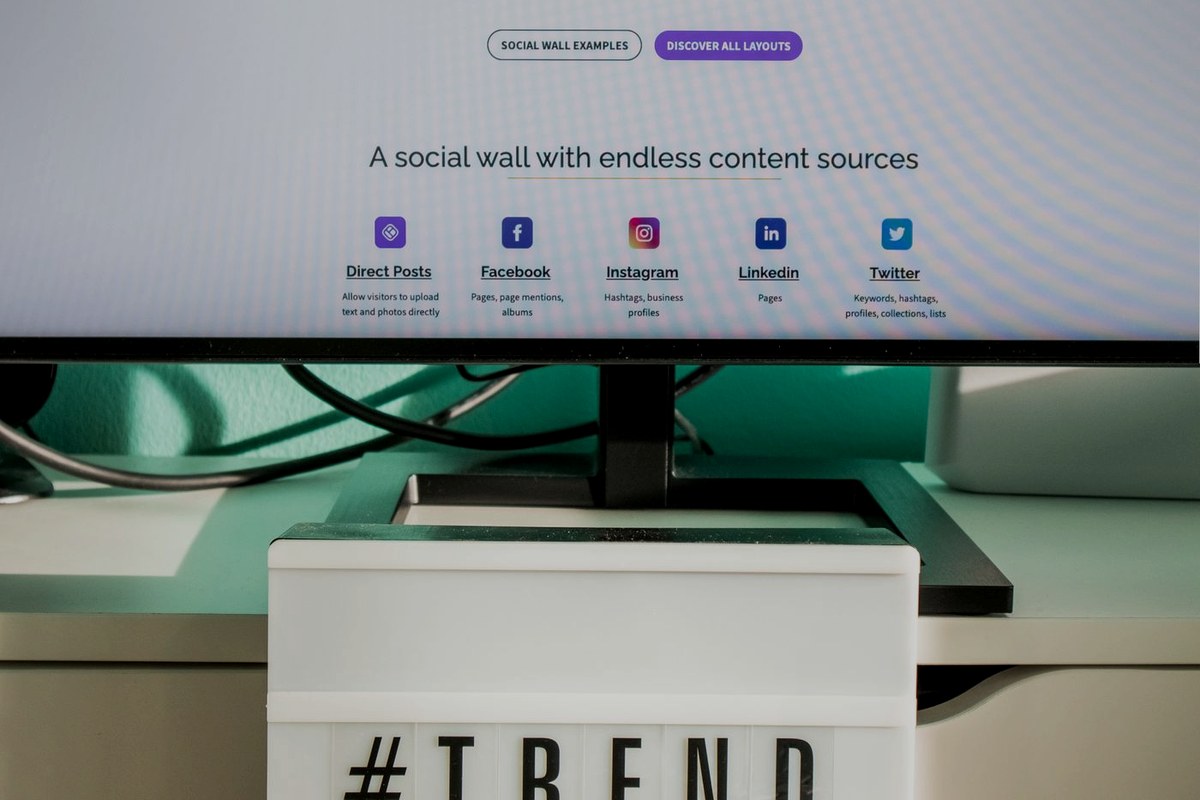 SOCIAL WALL EXAMPLES DISCOVER ALL LAYOUTS
A social wall with endless content sources
Direct Posts Facebook Instagram Linkedin Twitter
Allow visitors to upload Pages, page mentions, Hashtags, business Pages Keywords, hashtags,
text and photos directly albums profiles profiles, collections, lists
#TREND